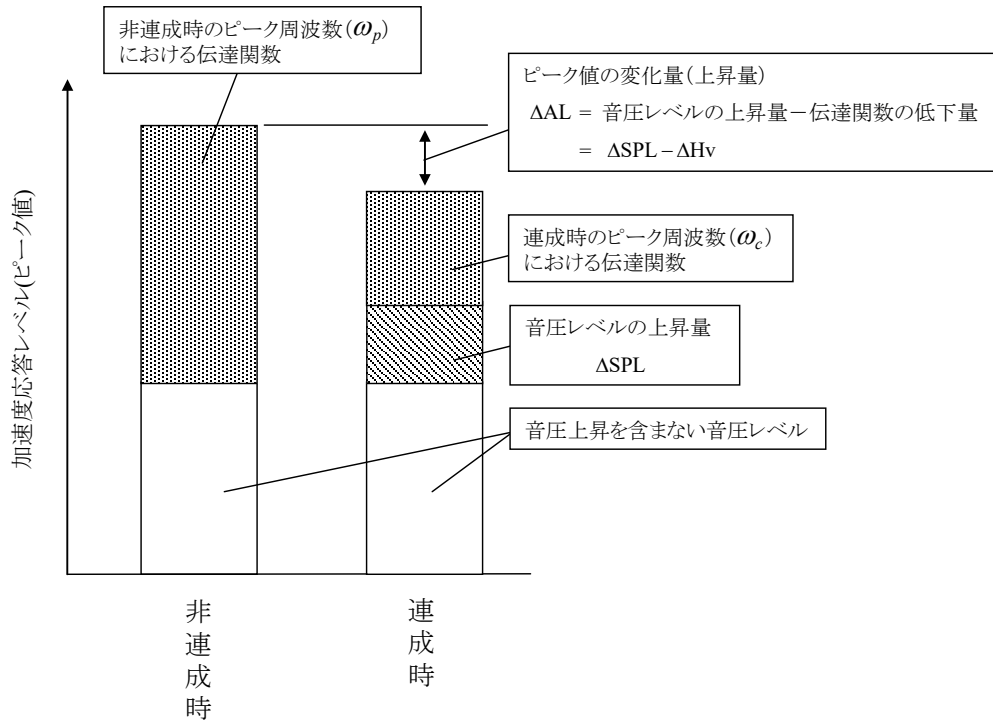 非連成時のピーク周波数(ωp)
における伝達関数
ピーク値の変化量(上昇量)
ΔAL = 音圧レベルの上昇量－伝達関数の低下量
= ΔSPL－ΔHv
連成時のピーク周波数(ωc)
における伝達関数
音圧レベルの上昇量
ΔSPL
音圧上昇を含まない音圧レベル
加速度応答レベル(ピーク値)
非連成時
連成時